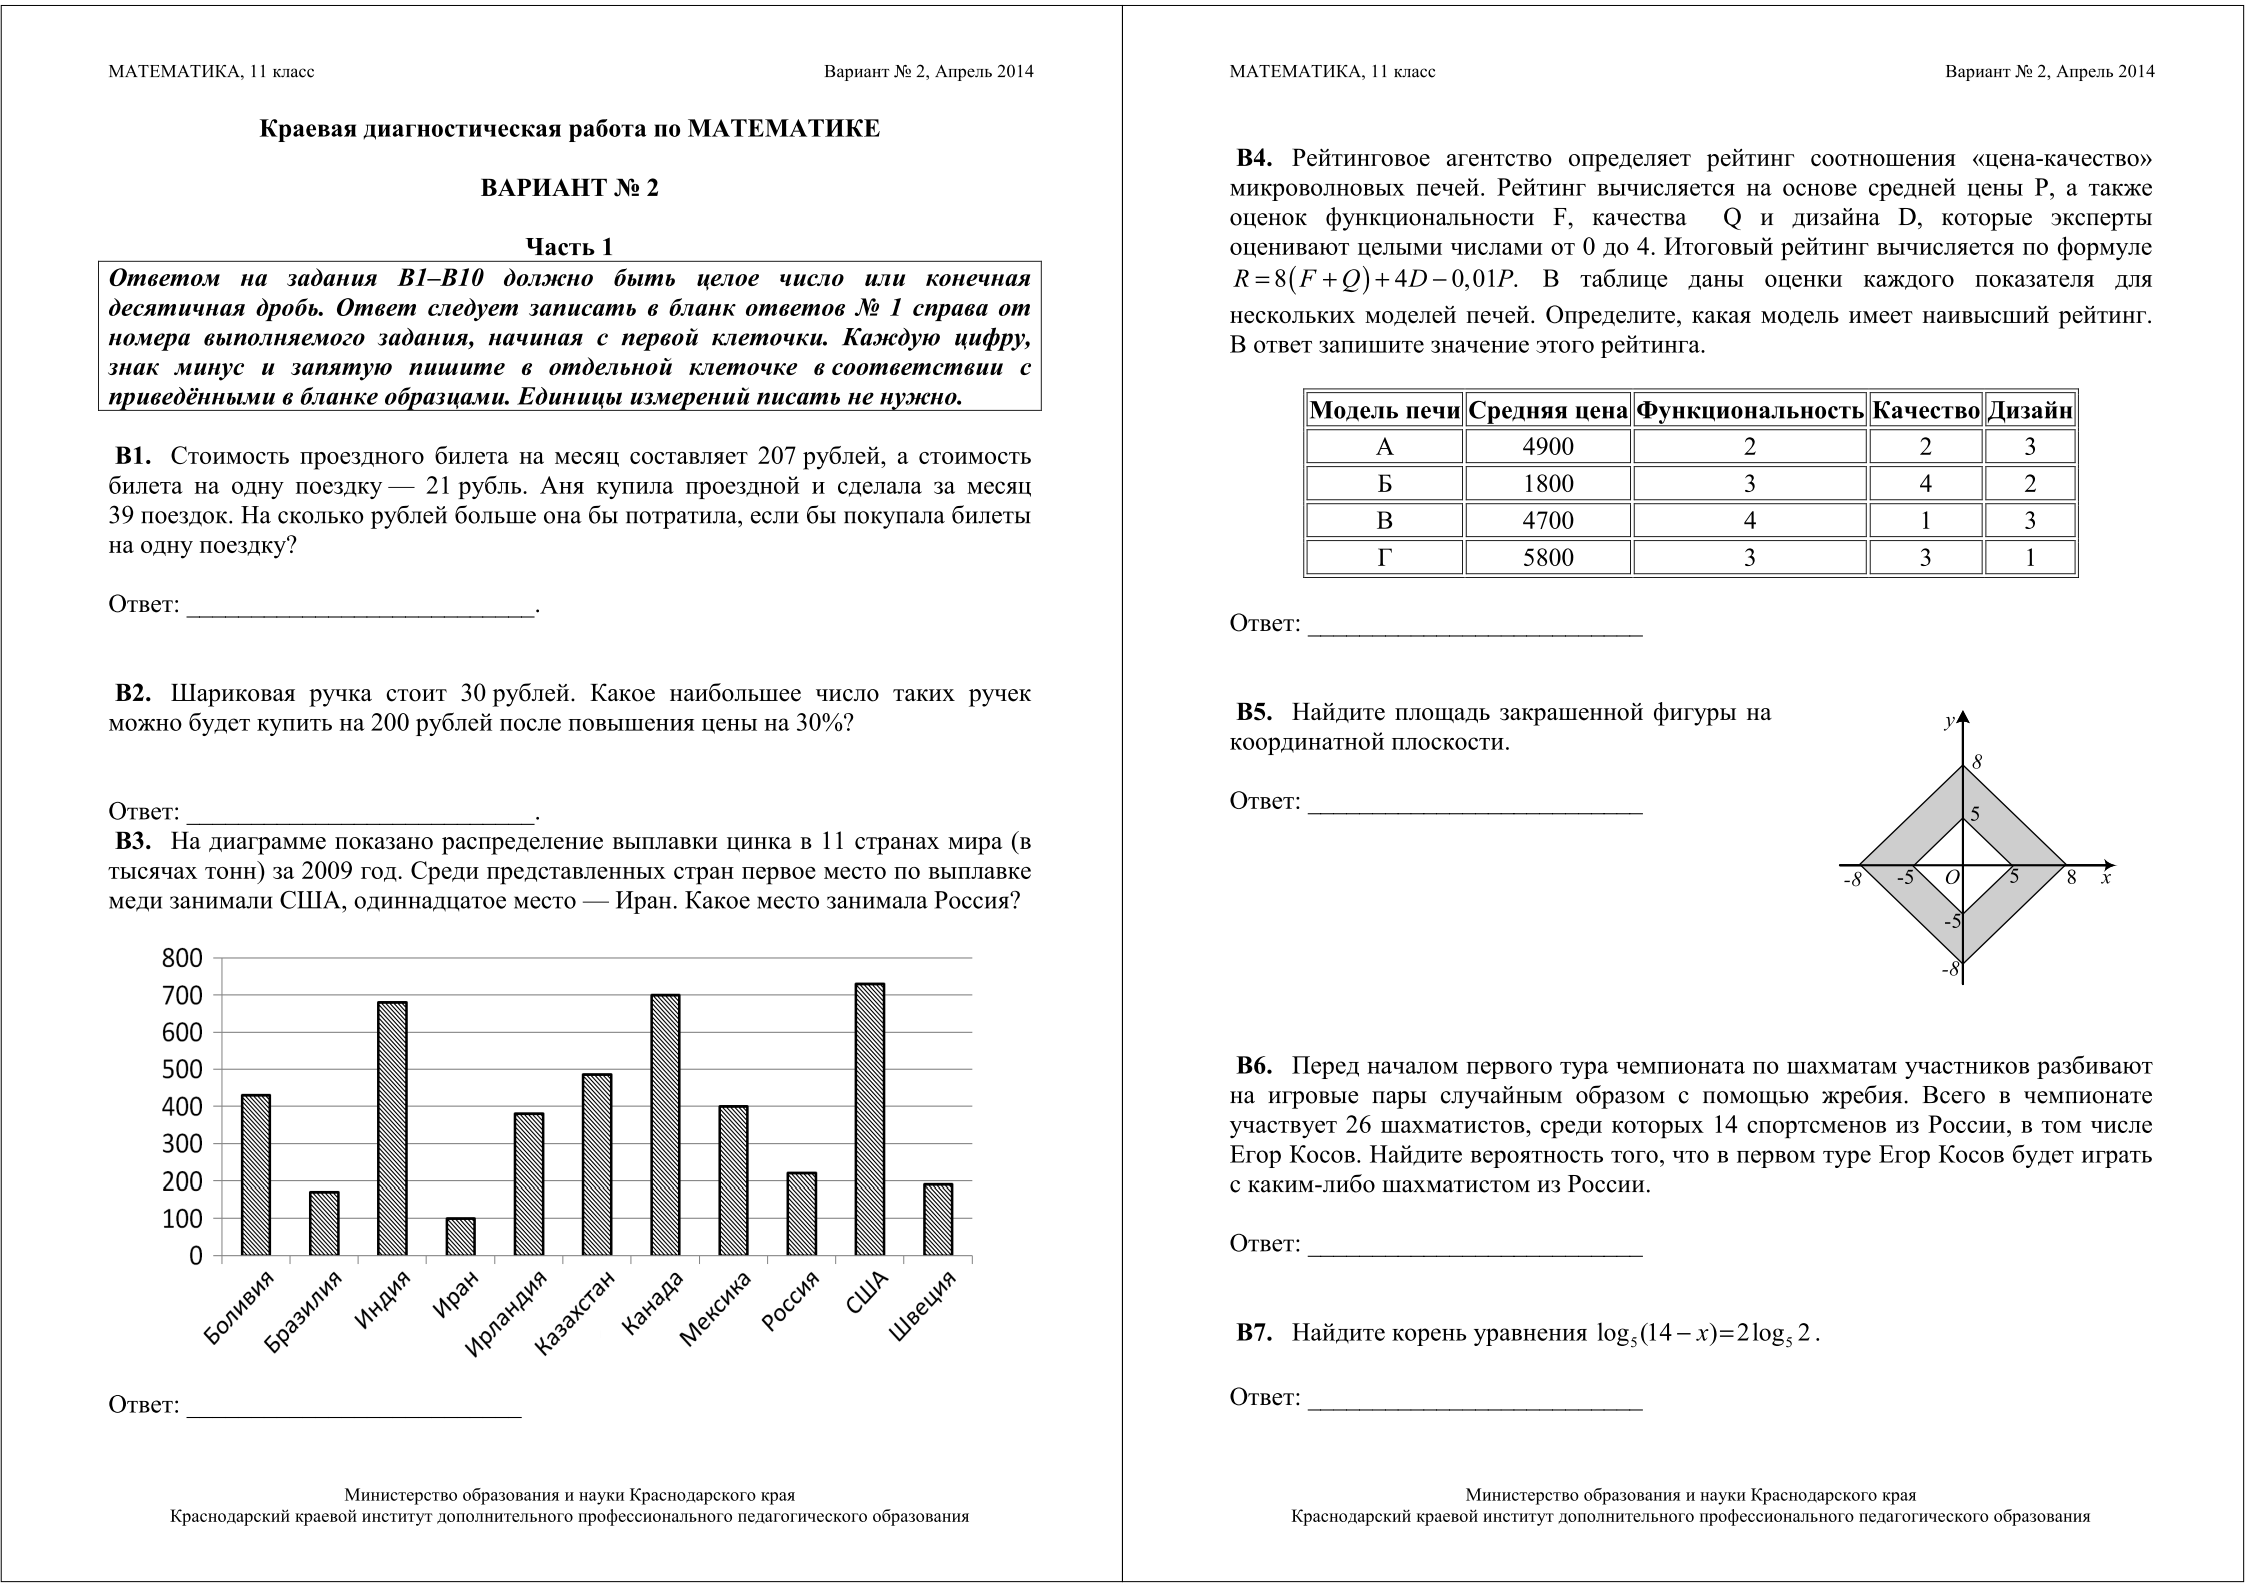 МАТЕМАТИКА, 11 класс
Вариант № 2, Апрель 2014
Краевая диагностическая работа по МАТЕМАТИКЕ
ВАРИАНТ № 2
Часть 1
Ответом на задания В1–В10 должно быть целое число или конечная
десятичная дробь. Ответ следует записать в бланк ответов № 1 справа от
номера выполняемого задания, начиная с первой клеточки. Каждую цифру,
знак минус и запятую пишите в отдельной клеточке в соответствии с
приведёнными в бланке образцами. Единицы измерений писать не нужно.
В1. Стоимость проездного билета на месяц составляет 207 рублей, а стоимость
билета на одну поездку — 21 рубль. Аня купила проездной и сделала за месяц
39 поездок. На сколько рублей больше она бы потратила, если бы покупала билеты
на одну поездку?
Ответ: ___________________________.
В2. Шариковая ручка стоит 30 рублей. Какое наибольшее число таких ручек
можно будет купить на 200 рублей после повышения цены на 30%?
Ответ: ___________________________.
В3. На диаграмме показано распределение выплавки цинка в 11 странах мира (в
тысячах тонн) за 2009 год. Среди представленных стран первое место по выплавке
меди занимали США, одиннадцатое место — Иран. Какое место занимала Россия?
800
700
600
500
400
300
200
100
0
Боливия
Бразилия
Индия
Иран
Ирландия
Казахстан
Канада
Мексика
Россия
США
Швеция
Ответ: __________________________
Министерство образования и науки Краснодарского края
Краснодарский краевой институт дополнительного профессионального педагогического образования
МАТЕМАТИКА, 11 класс
Вариант № 2, Апрель 2014
В4. Рейтинговое агентство определяет рейтинг соотношения «цена-качество»
микроволновых печей. Рейтинг вычисляется на основе средней цены P, а также
оценок функциональности F, качества Q и дизайна D, которые эксперты
оценивают целыми числами от 0 до 4. Итоговый рейтинг вычисляется по формуле
R = 8(F + Q) + 4D − 0,01P. В таблице даны оценки каждого показателя для
нескольких моделей печей. Определите, какая модель имеет наивысший рейтинг.
В ответ запишите значение этого рейтинга.
Модель печи Средняя цена Функциональность Качество Дизайн
А 4900 2 2 3
Б 1800 3 4 2
В 4700 4 1 3
Г 5800 3 3 1
Ответ: __________________________
В5. Найдите площадь закрашенной фигуры на
координатной плоскости.
Ответ: __________________________
y
8
5
-8 -5 O 5 8 x
-5
-8
В6. Перед началом первого тура чемпионата по шахматам участников разбивают
на игровые пары случайным образом с помощью жребия. Всего в чемпионате
участвует 26 шахматистов, среди которых 14 спортсменов из России, в том числе
Егор Косов. Найдите вероятность того, что в первом туре Егор Косов будет играть
с каким-либо шахматистом из России.
Ответ: __________________________
В7. Найдите корень уравнения log₅(14 − x)=2log₅ 2 .
Ответ: __________________________
Министерство образования и науки Краснодарского края
Краснодарский краевой институт дополнительного профессионального педагогического образования